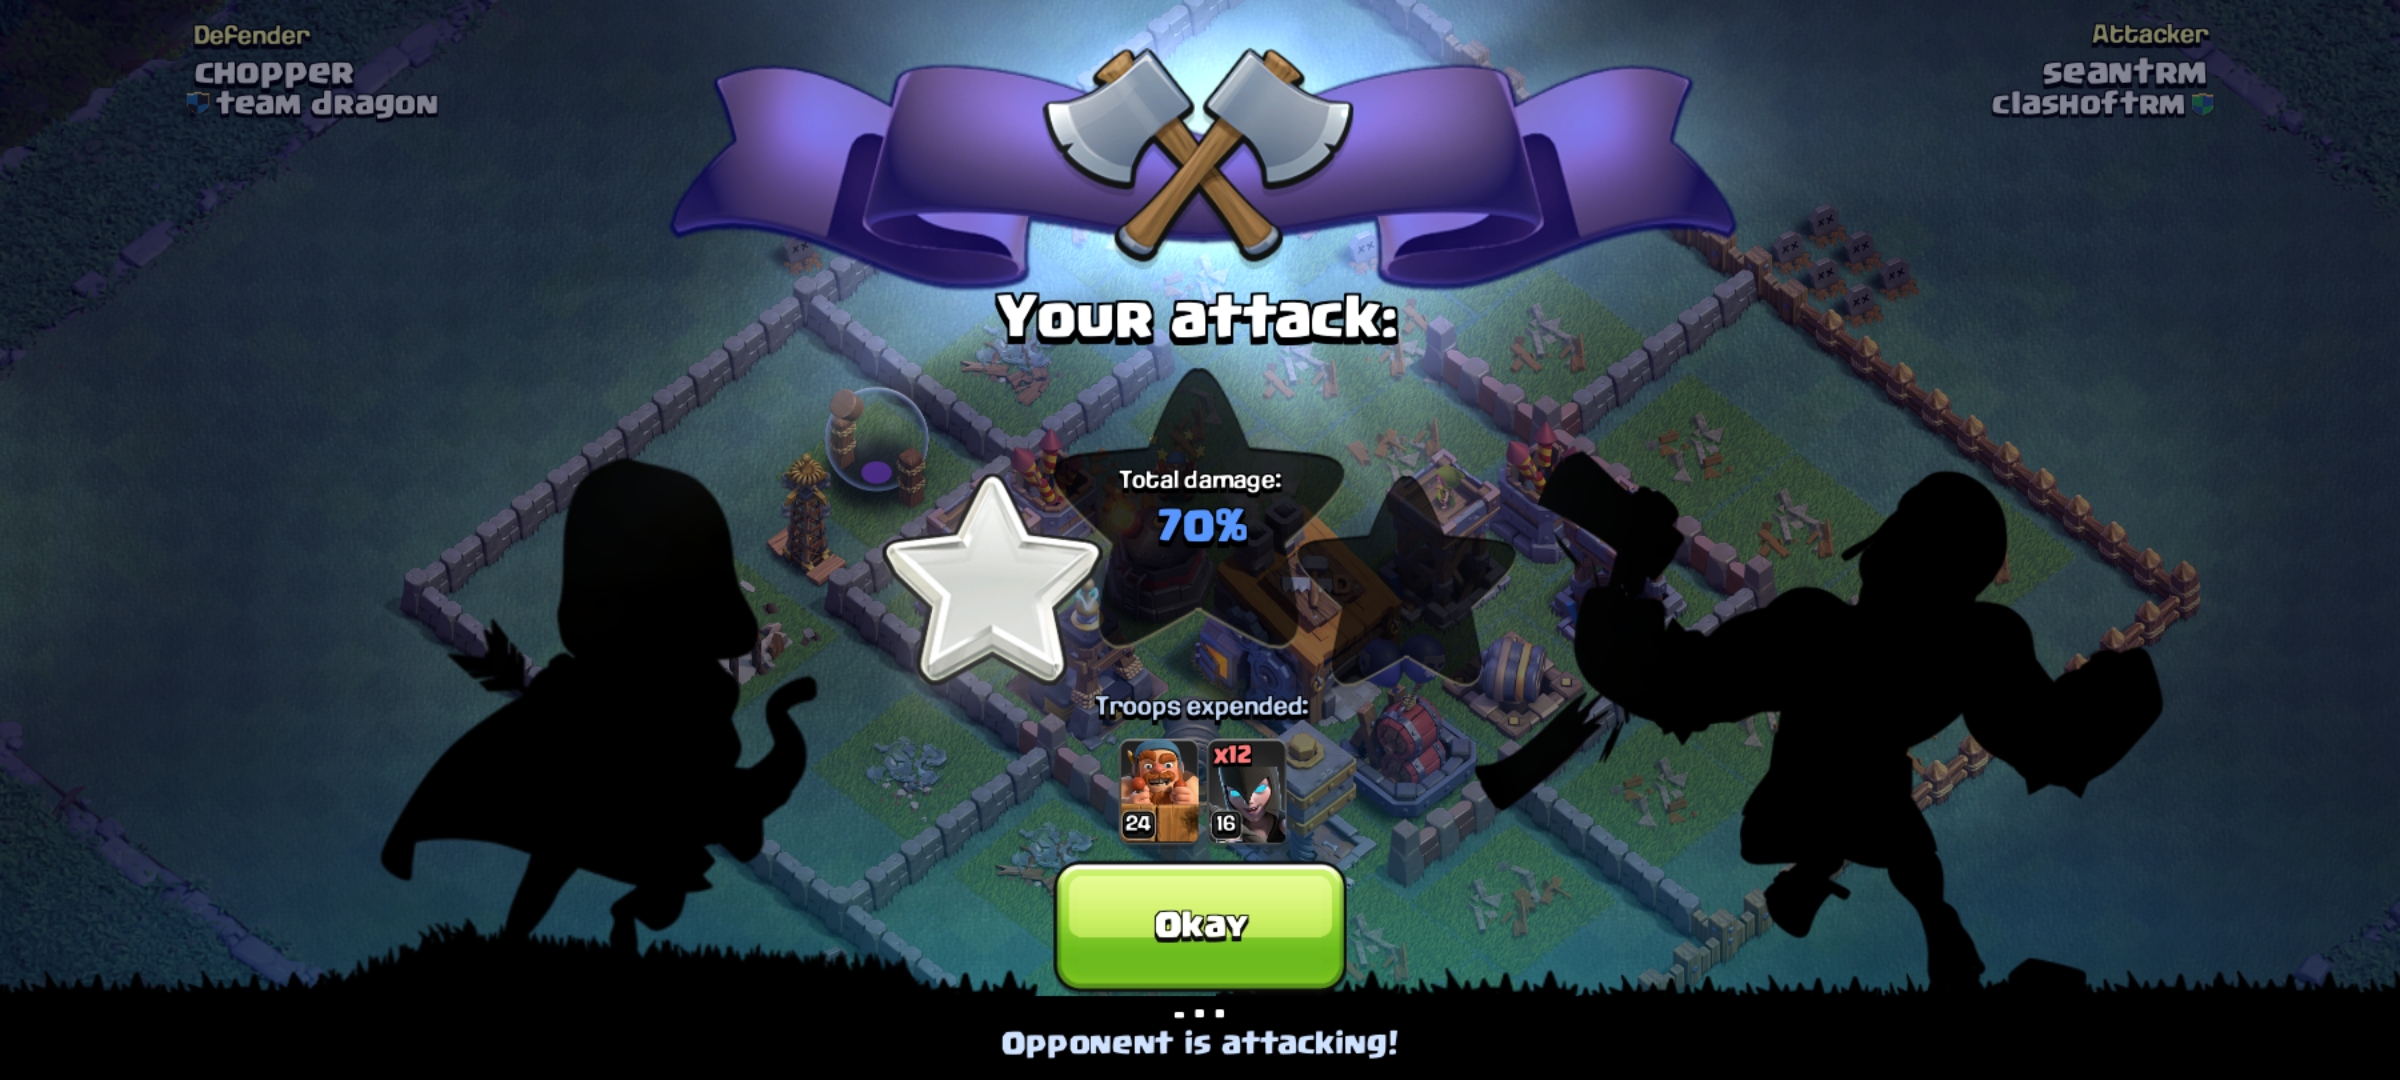 Defender
CHOPPER
team dragon
Attacker
seantRM
clashoftRM
Your attack:
Total damage:
70%
Troops expended:
x12
24
16
Okay
...
Opponent is attacking!